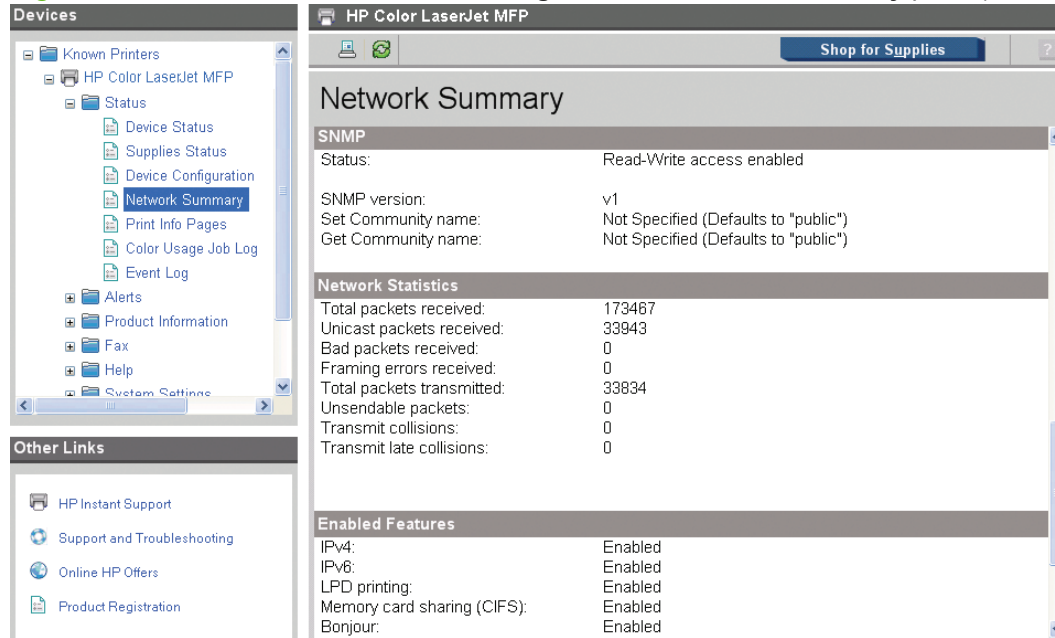 Devices
Known Printers
HP Color LaserJet MFP
Status
Device Status
Supplies Status
Device Configuration
Network Summary
Print Info Pages
Color Usage Job Log
Event Log
Alerts
Product Information
Fax
Help
System Settings
Other Links
HP Instant Support
Support and Troubleshooting
Online HP Offers
Product Registration
HP Color LaserJet MFP
Shop for Supplies
?
Network Summary
SNMP
Status: Read-Write access enabled
SNMP version: v1
Set Community name: Not Specified (Defaults to "public")
Get Community name: Not Specified (Defaults to "public")
Network Statistics
Total packets received: 173467
Unicast packets received: 33943
Bad packets received: 0
Framing errors received: 0
Total packets transmitted: 33834
Unsendable packets: 0
Transmit collisions: 0
Transmit late collisions: 0
Enabled Features
IPv4: Enabled
IPv6: Enabled
LPD printing: Enabled
Memory card sharing (CIFS): Enabled
Bonjour: Enabled